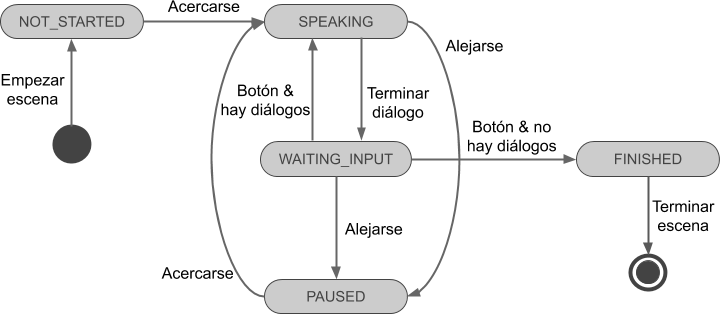 Acercarse
NOT_STARTED
SPEAKING
Alejarse
Empezar
escena
Botón &
hay diálogos
Terminar
diálogo
Botón & no
hay diálogos
WAITING_INPUT
FINISHED
Alejarse
Terminar
escena
Acercarse
PAUSED